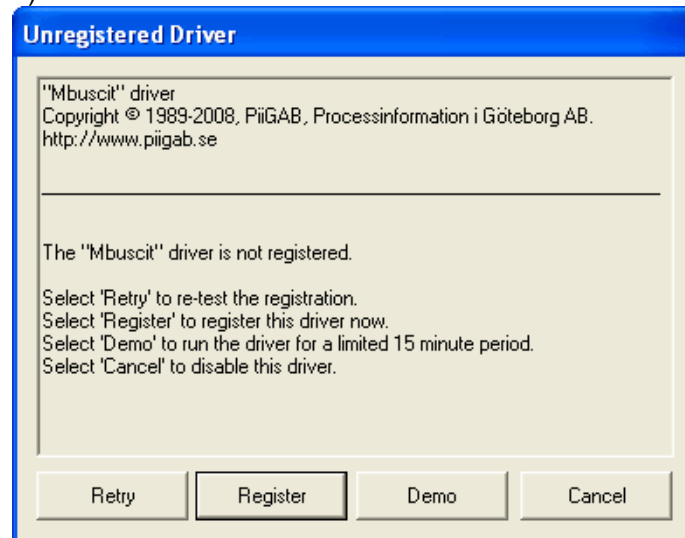 Unregistered Driver
"Mbuscit" driver
Copyright © 1989-2008, PiiGAB, Processinformation i Göteborg AB.
http://www.piigab.se
The "Mbuscit" driver is not registered.
Select 'Retry' to re-test the registration.
Select 'Register' to register this driver now.
Select 'Demo' to run the driver for a limited 15 minute period.
Select 'Cancel' to disable this driver.
Retry Register Demo Cancel